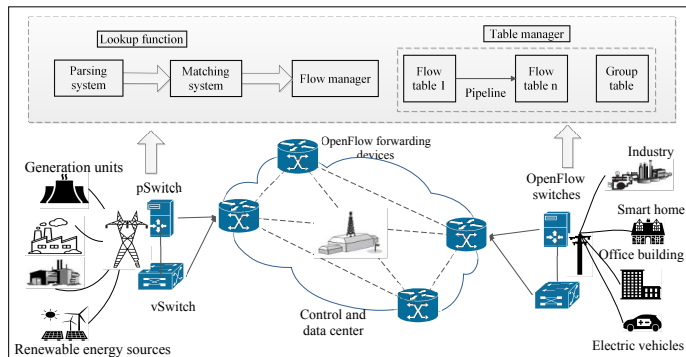 Lookup function
Table manager
Parsing
system
Matching
system
Flow manager
Flow
table 1
Pipeline
Flow
table n
Group
table
OpenFlow forwarding
devices
Generation units
pSwitch
OpenFlow
switches
Industry
Smart home
Office building
vSwitch
Control and
data center
Renewable energy sources
Electric vehicles